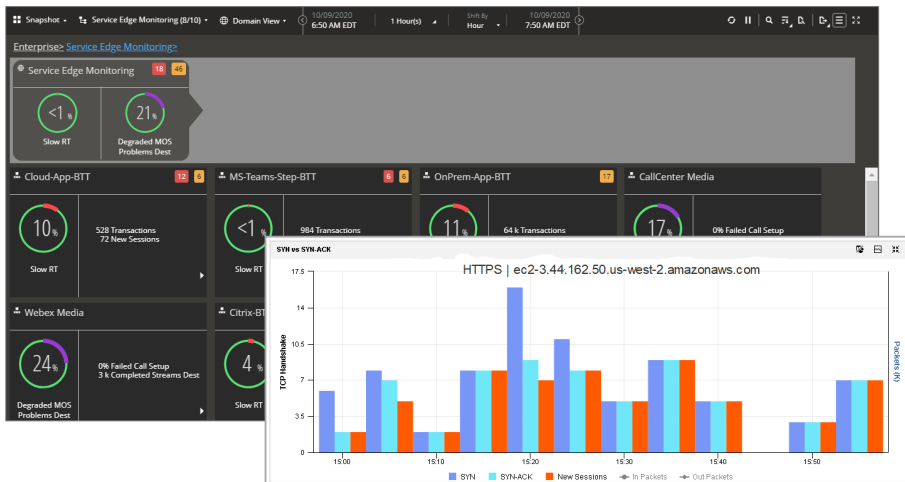 Snapshot
Service Edge Monitoring (8/10)
Domain View
10/09/2020
6:50 AM EDT
1 Hour(s)
Shift By
Hour
10/09/2020
7:50 AM EDT
Enterprise> Service Edge Monitoring>
Service Edge Monitoring 18 46
<1 %
Slow RT
21%
Degraded MOS
Problems Dest
Cloud-App-BTT 12 6
10%
Slow RT
528 Transactions
72 New Sessions
MS-Teams-Step-BTT 6 6
<1 %
Slow RT
984 Transactions
OnPrem-App-BTT 17
11%
64 k Transactions
CallCenter Media
17%
0% Failed Call Setup
Webex Media
24%
Degraded MOS
Problems Dest
0% Failed Call Setup
3 k Completed Streams Dest
Citrix-BT
4 %
Slow RT
SYN vs SYN-ACK
HTTPS | ec2-3.44.162.50.us-west-2.amazonaws.com
TCP Handshake
17.5
14
10.5
7
3.5
0
15:00
15:10
15:20
15:30
15:40
15:50
Packets (K)
SYN
SYN-ACK
New Sessions
In Packets
Out Packets